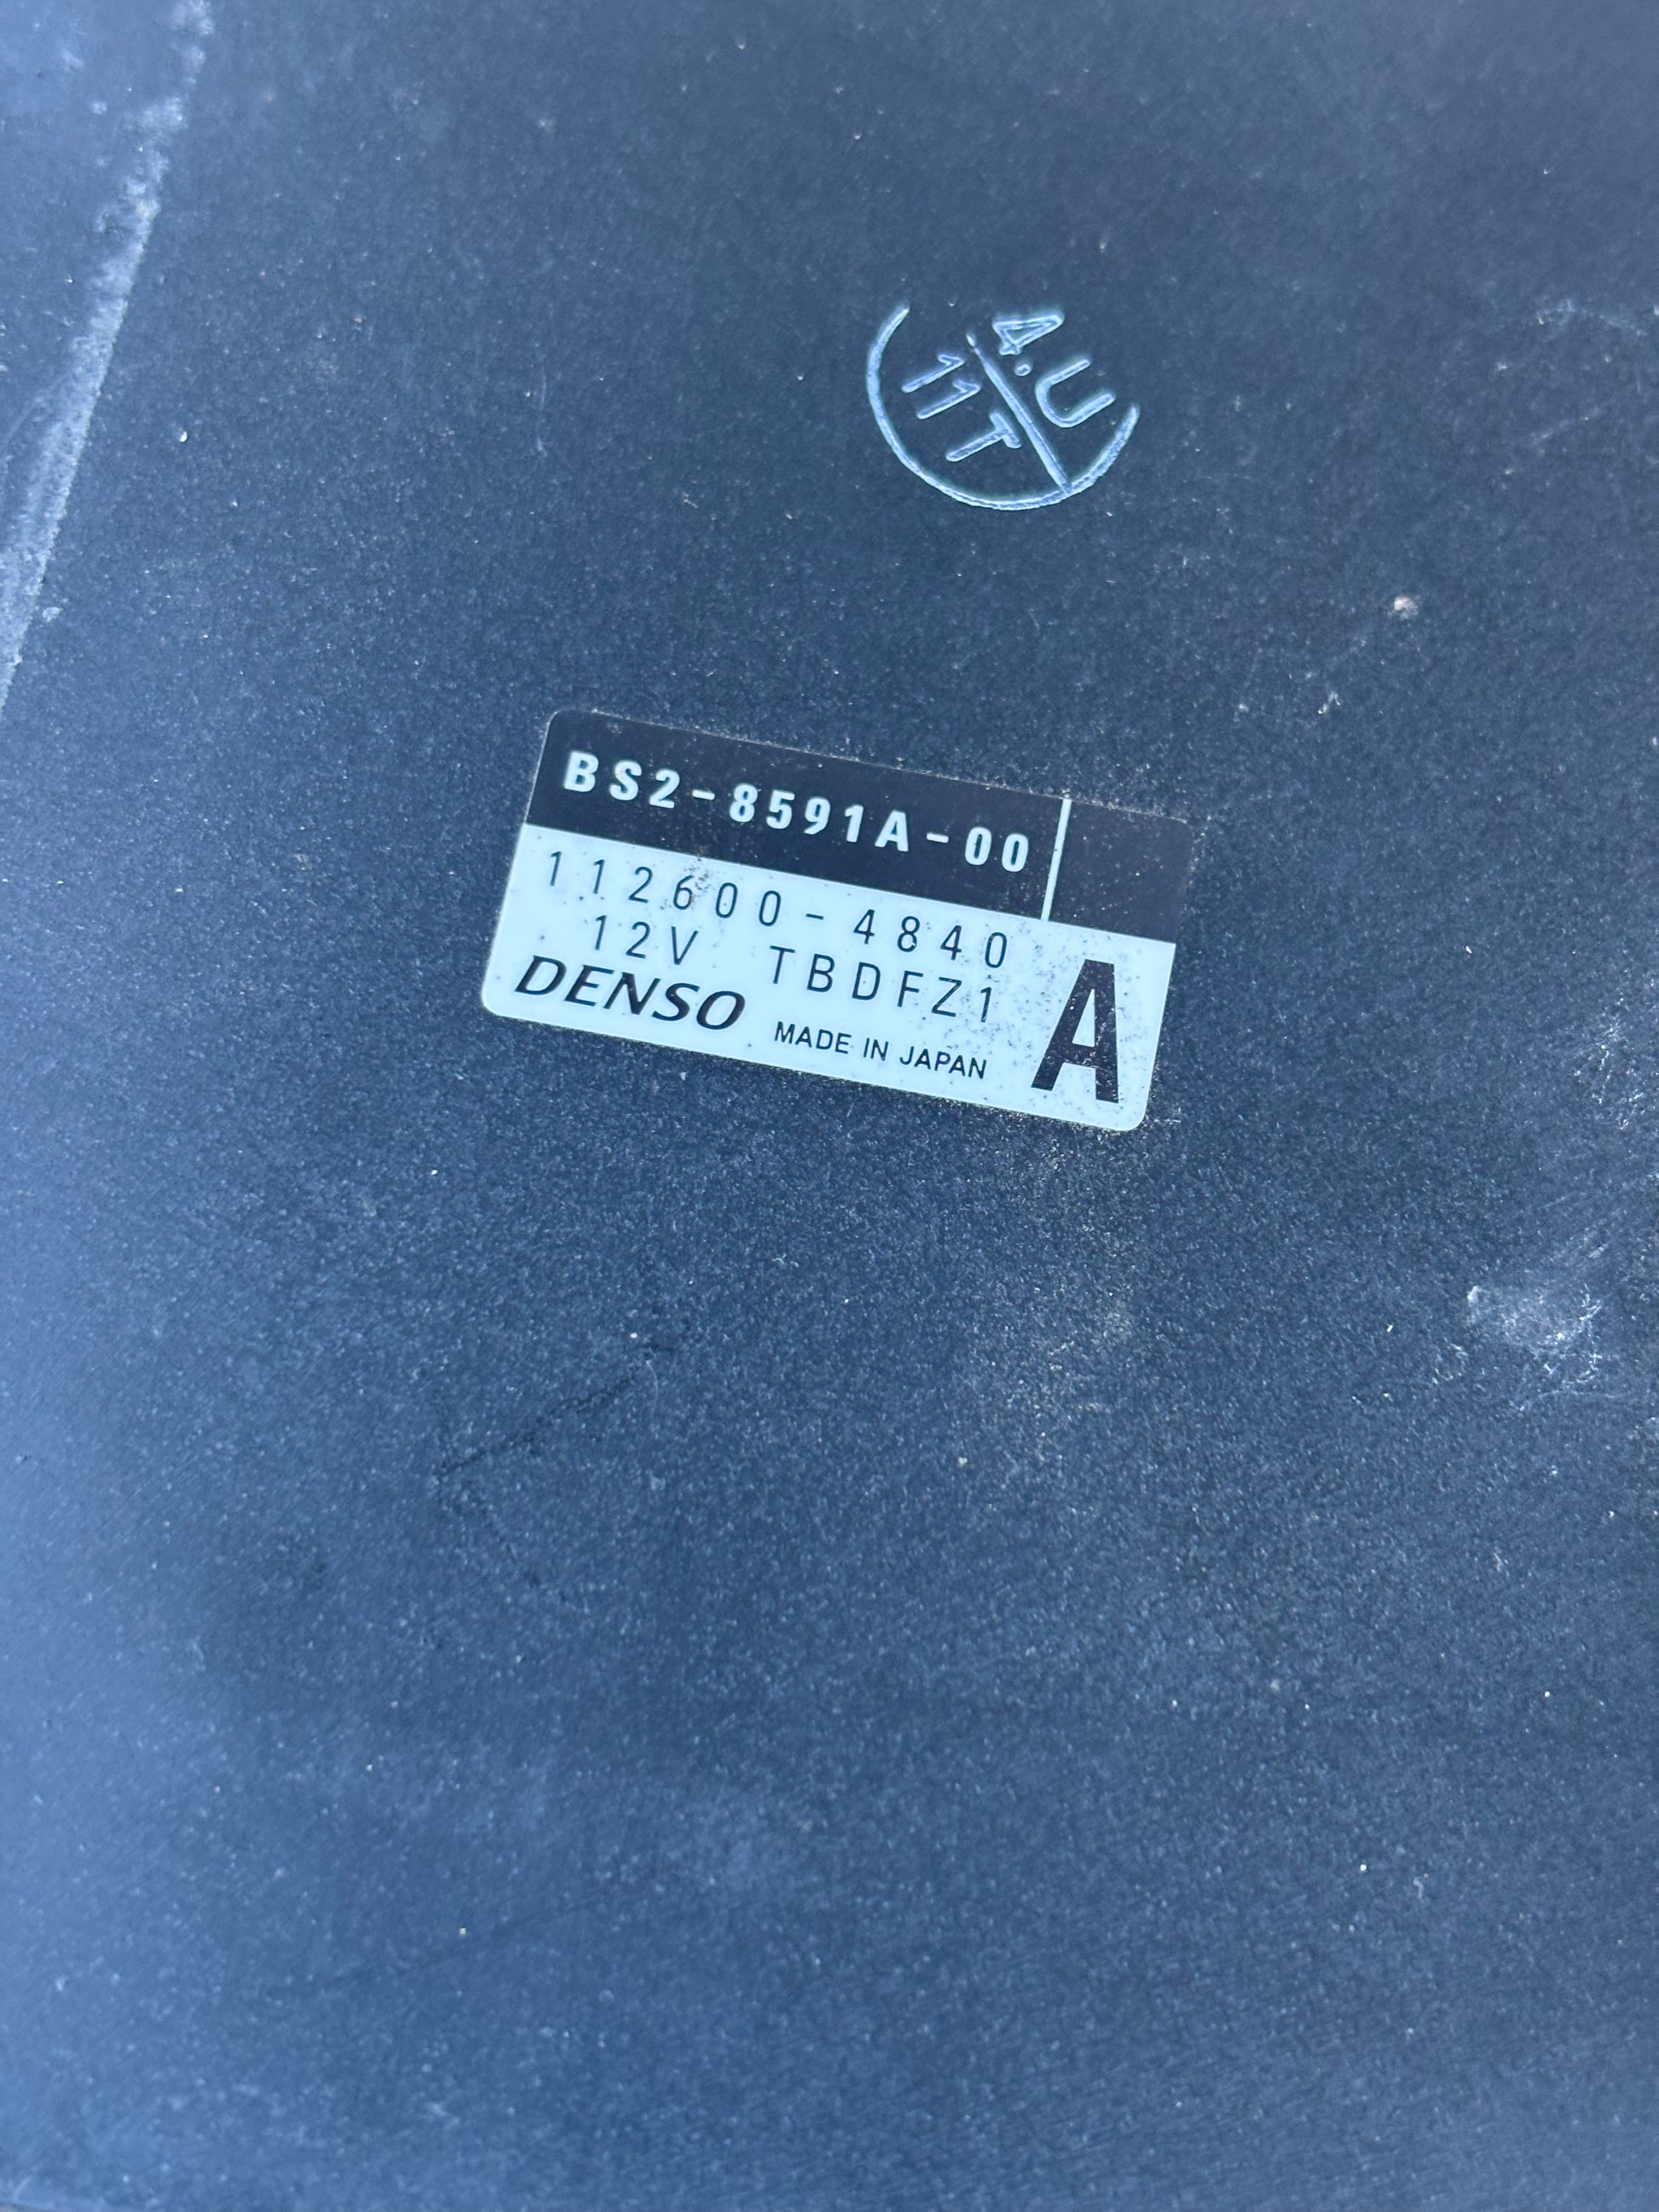 4.U
11T
BS2-8591A-00
112600-4840
12V TBDFZ1
DENSO MADE IN JAPAN A